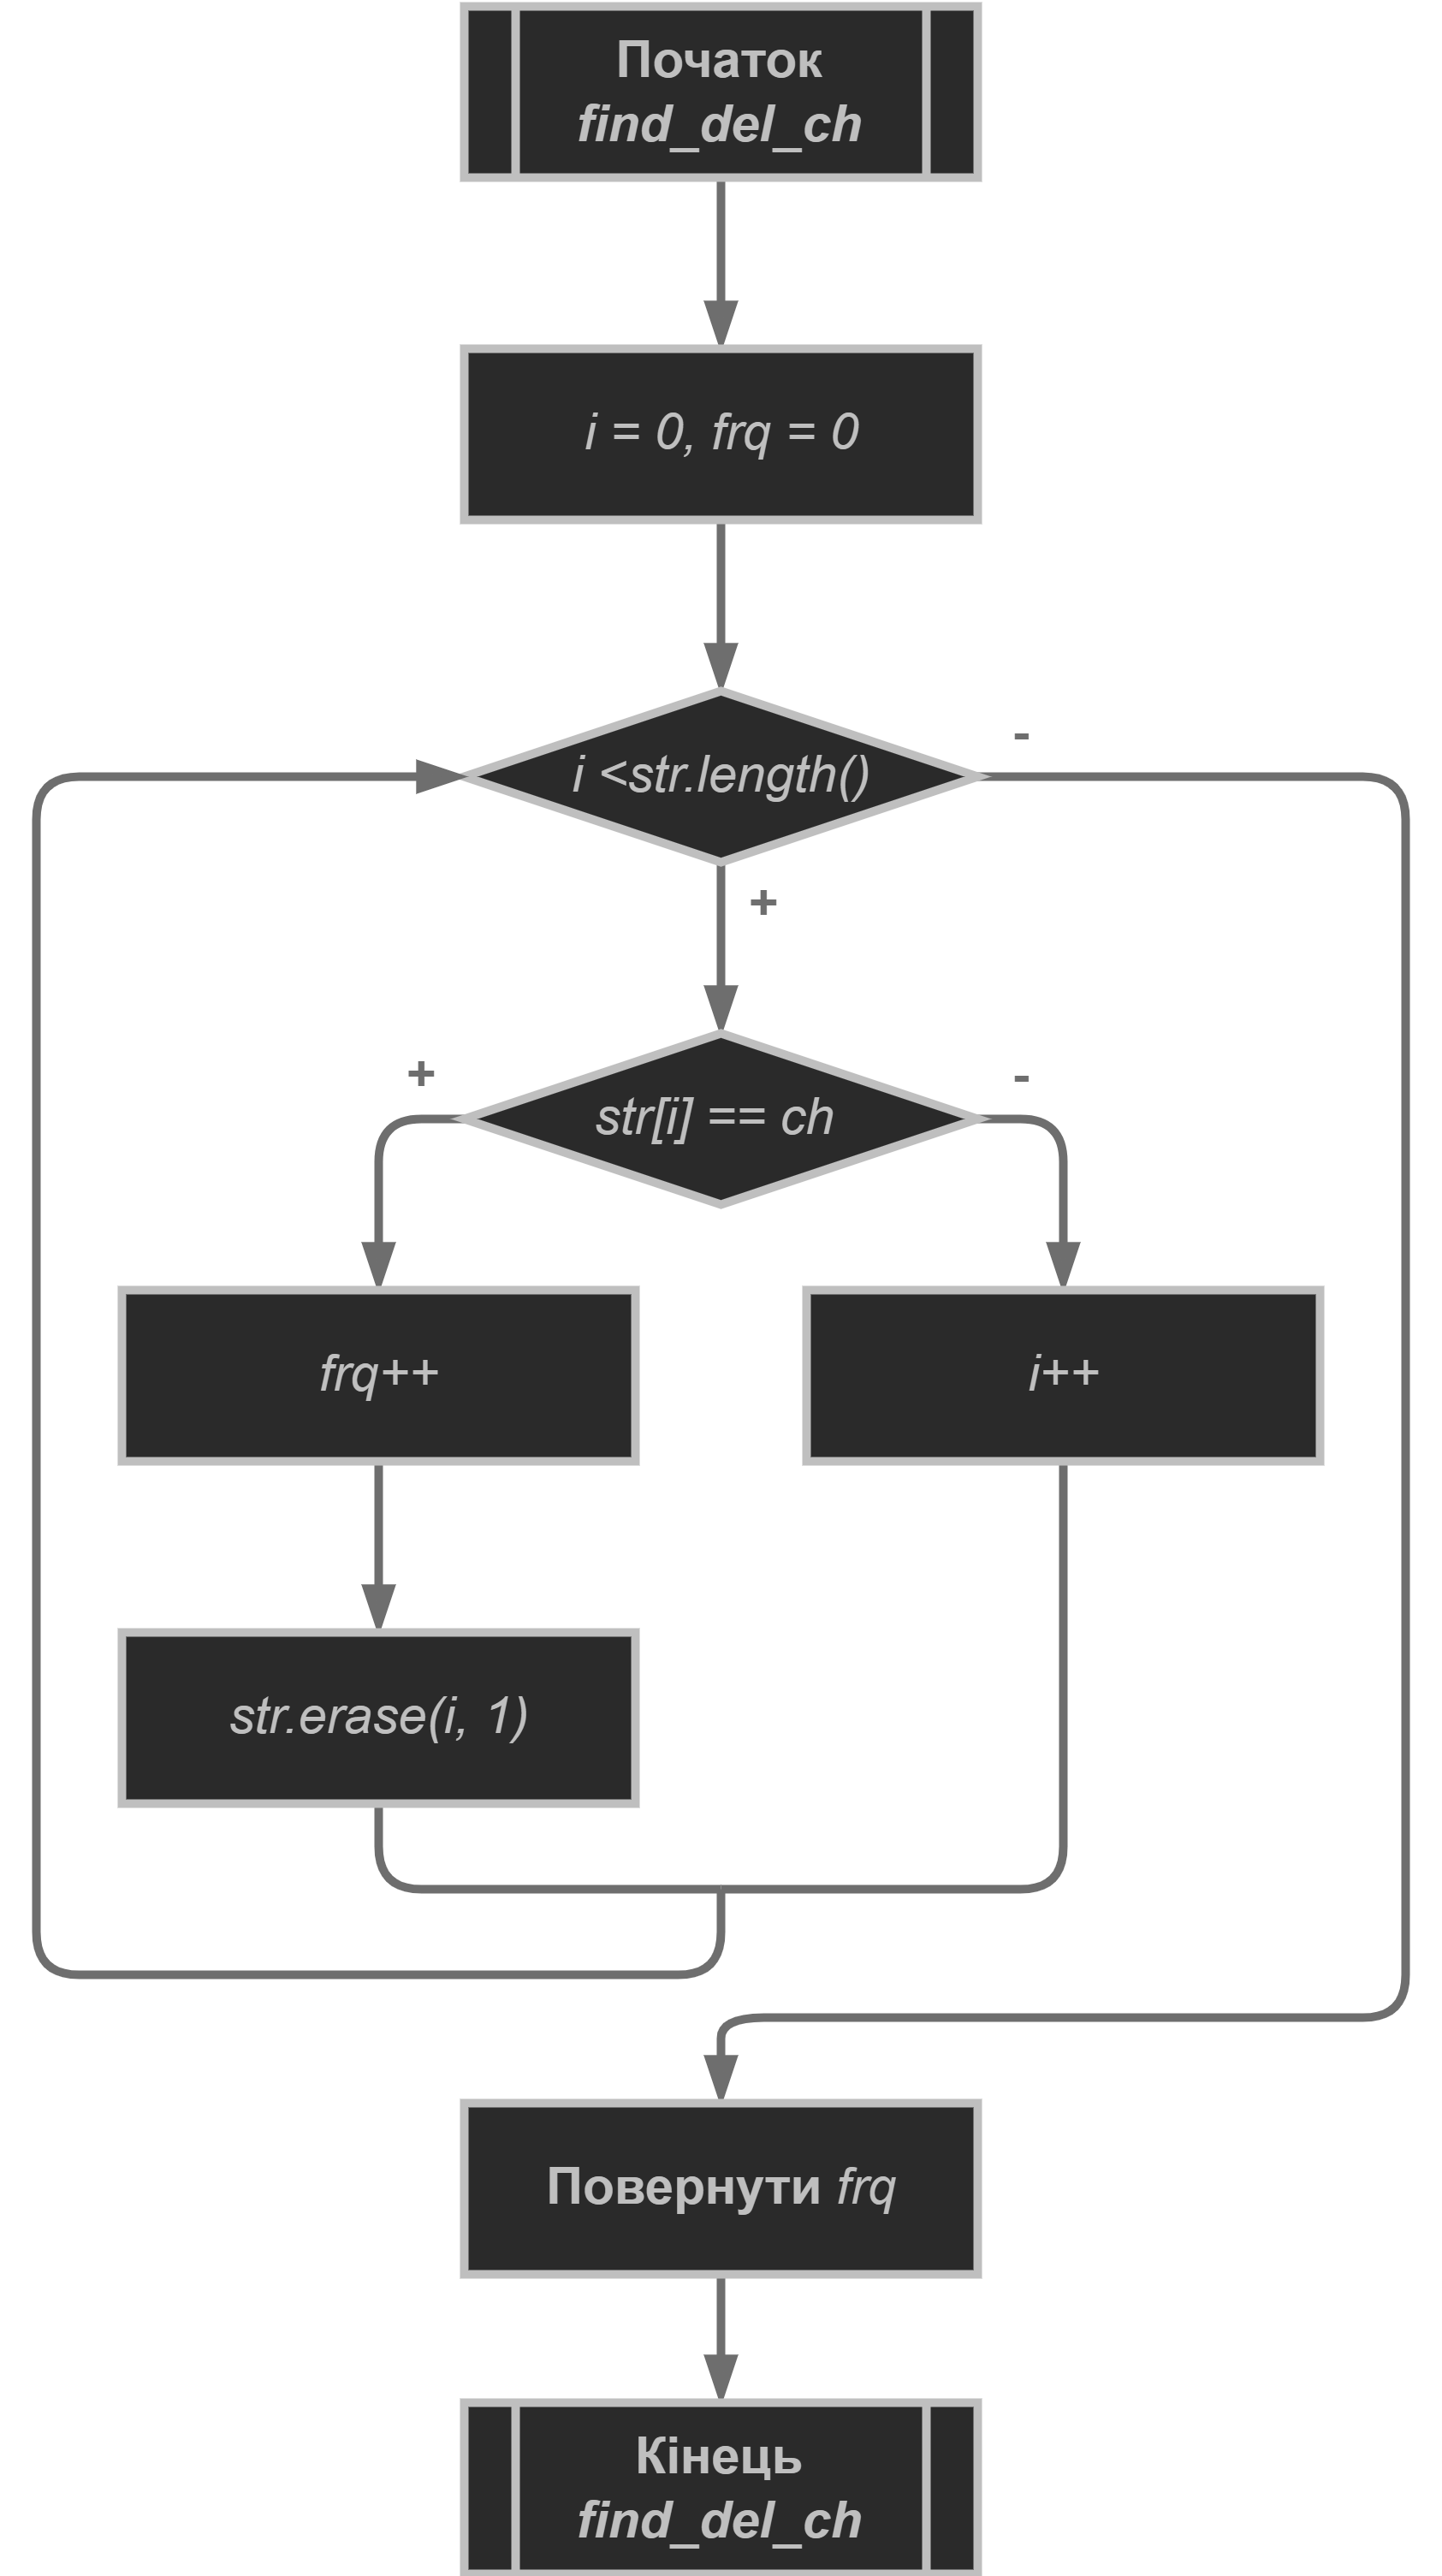 Початок
find_del_ch
i = 0, frq = 0
i <str.length()
-
+
str[i] == ch
+
-
frq++
i++
str.erase(i, 1)
Повернути frq
Кінець
find_del_ch